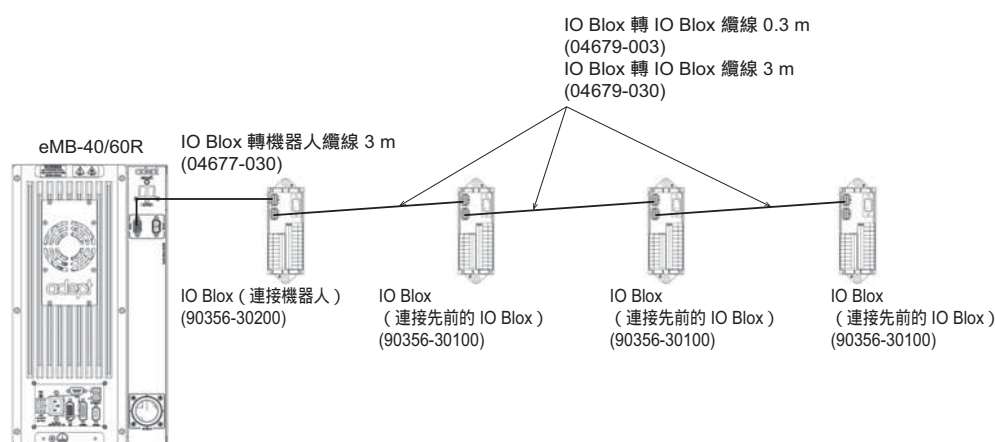 IO Blox 轉 IO Blox 纜線 0.3 m
(04679-003)
IO Blox 轉 IO Blox 纜線 3 m
(04679-030)
eMB-40/60R
IO Blox 轉機器人纜線 3 m
(04677-030)
adept
IO Blox（連接機器人）
(90356-30200)
IO Blox
（連接先前的 IO Blox）
(90356-30100)
IO Blox
（連接先前的 IO Blox）
(90356-30100)
IO Blox
（連接先前的 IO Blox）
(90356-30100)